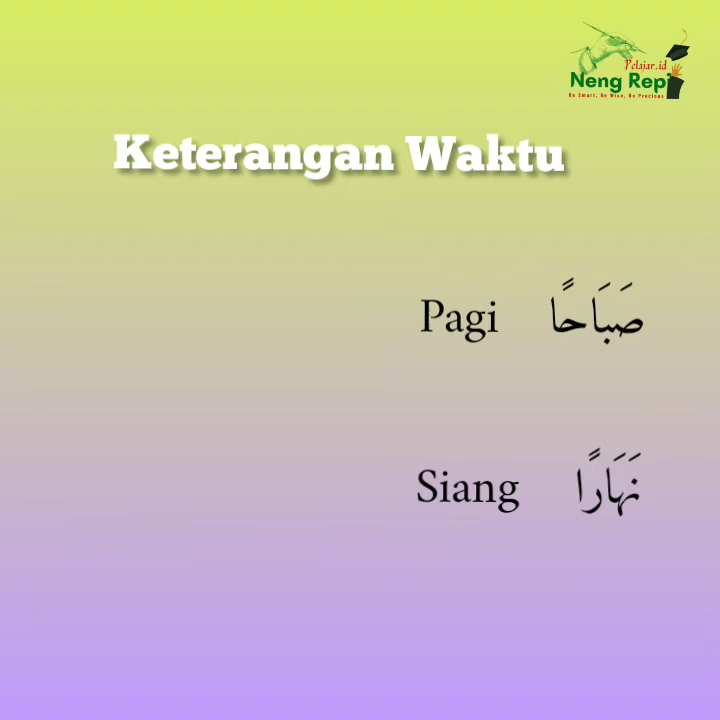 Pelajar.id
Neng Repi
Be Smart, Be Wise, Be Precious
Keterangan Waktu
Pagi صَبَاحًا
Siang نَهَارًا